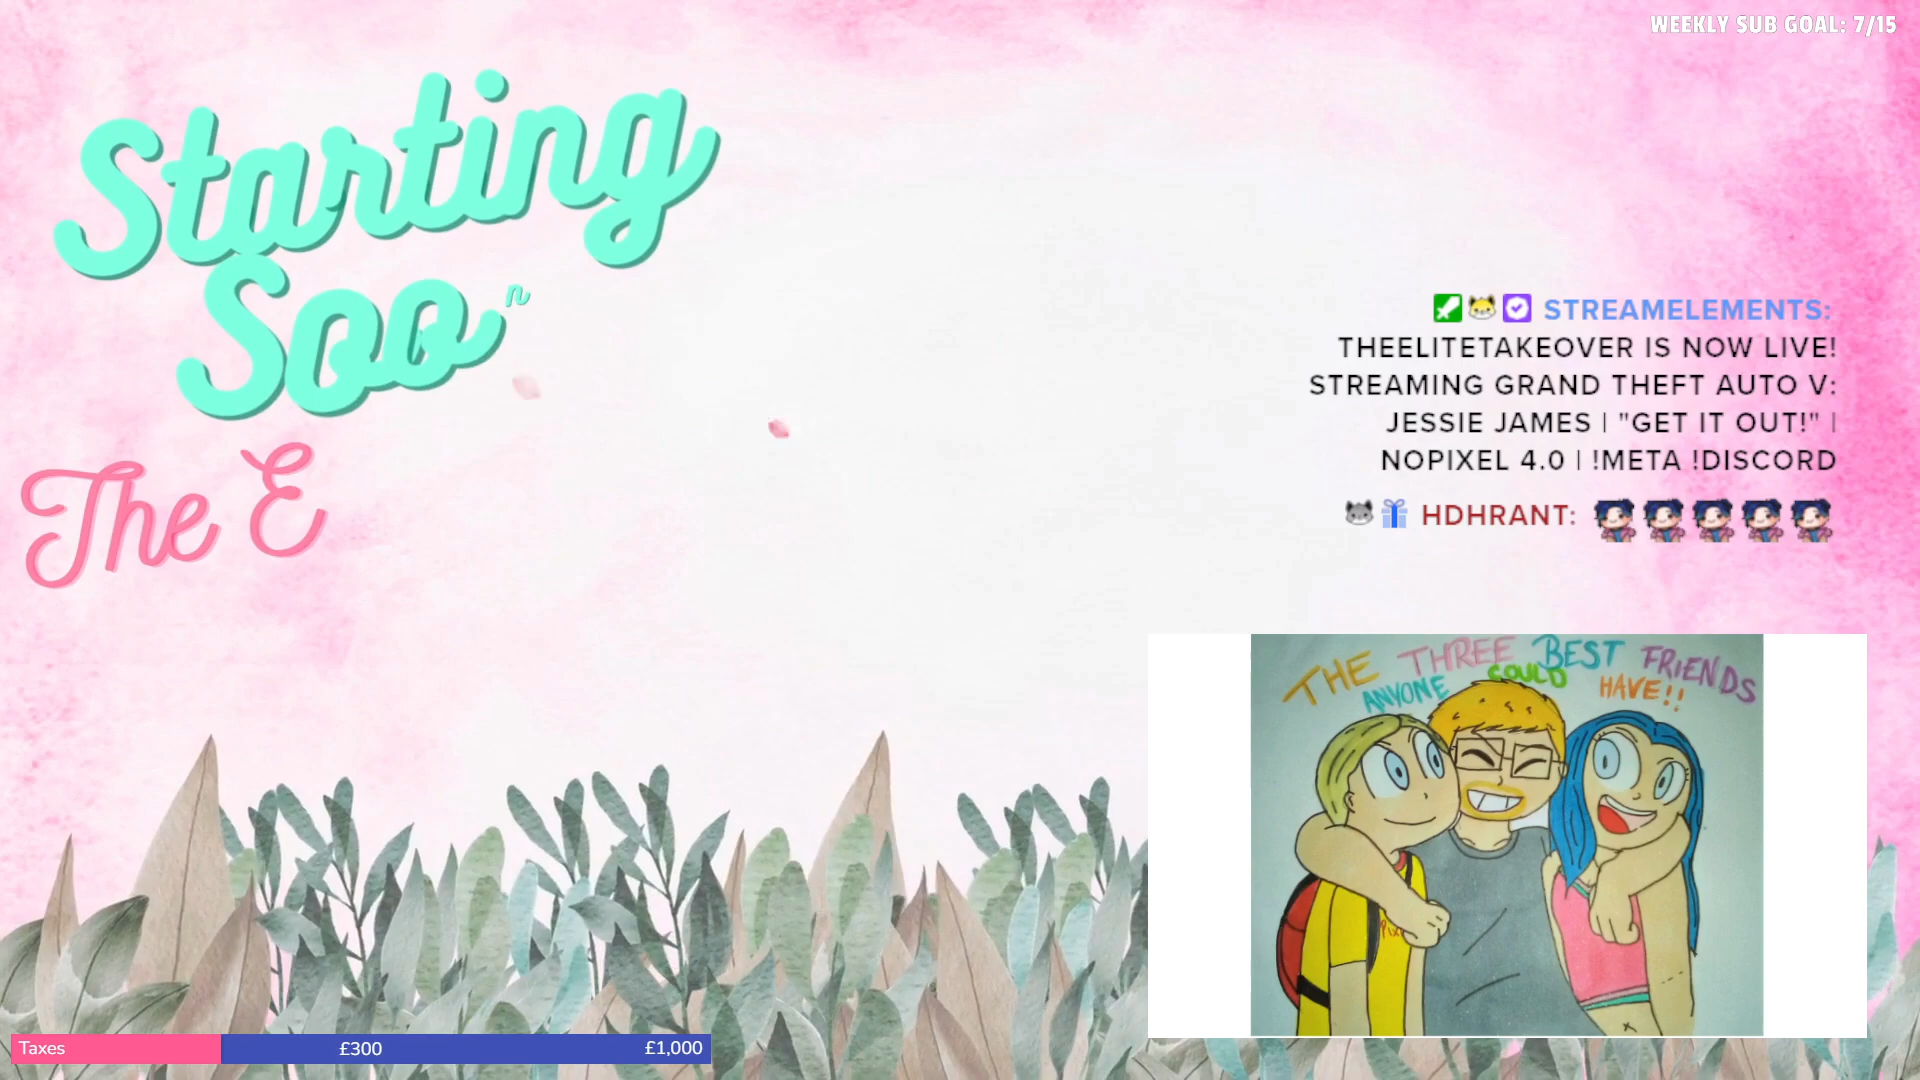 WEEKLY SUB GOAL: 7/15
Starting
Soon
The E
STREAMELEMENTS:
THEELITETAKEOVER IS NOW LIVE!
STREAMING GRAND THEFT AUTO V:
JESSIE JAMES | "GET IT OUT!" |
NOPIXEL 4.0 | !META !DISCORD
HDHRANT:
THE THREE BEST FRIENDS
ANYONE COULD HAVE!!
Taxes £300 £1,000